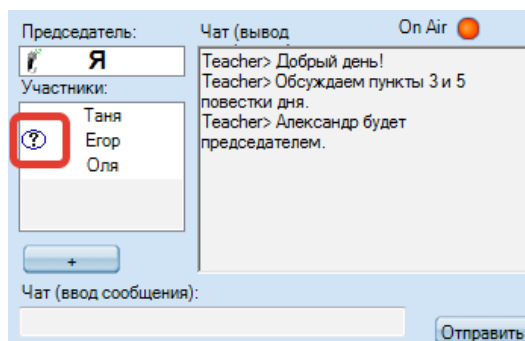 Председатель:
Я
Участники:
Таня
Егор
Оля
+
Чат (вывод
On Air
Teacher> Добрый день!
Teacher> Обсуждаем пункты 3 и 5
повестки дня.
Teacher> Александр будет
председателем.
Чат (ввод сообщения):
Отправить